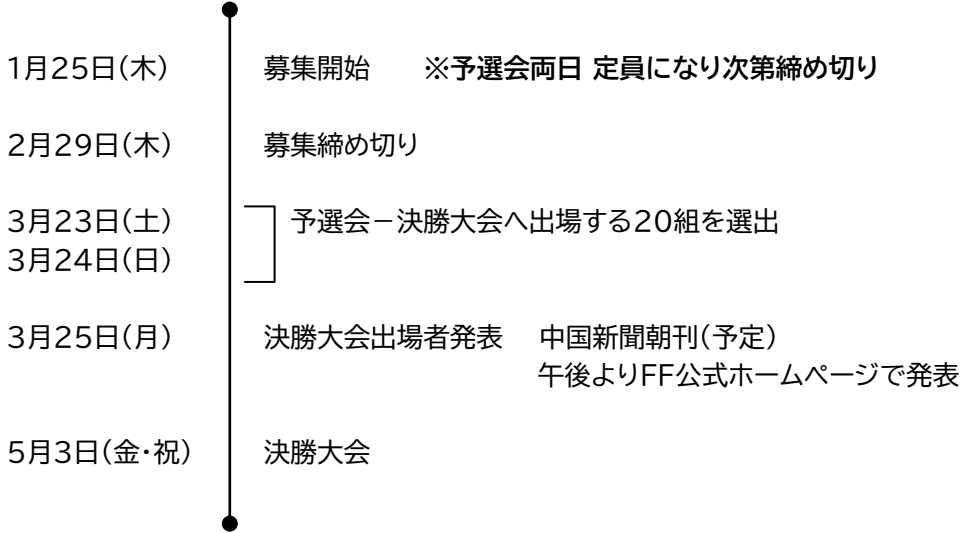 1月25日(木) 募集開始 ※予選会両日 定員になり次第締め切り
2月29日(木) 募集締め切り
3月23日(土) 予選会－決勝大会へ出場する20組を選出
3月24日(日)
3月25日(月) 決勝大会出場者発表 中国新聞朝刊(予定)
午後よりFF公式ホームページで発表
5月3日(金・祝) 決勝大会